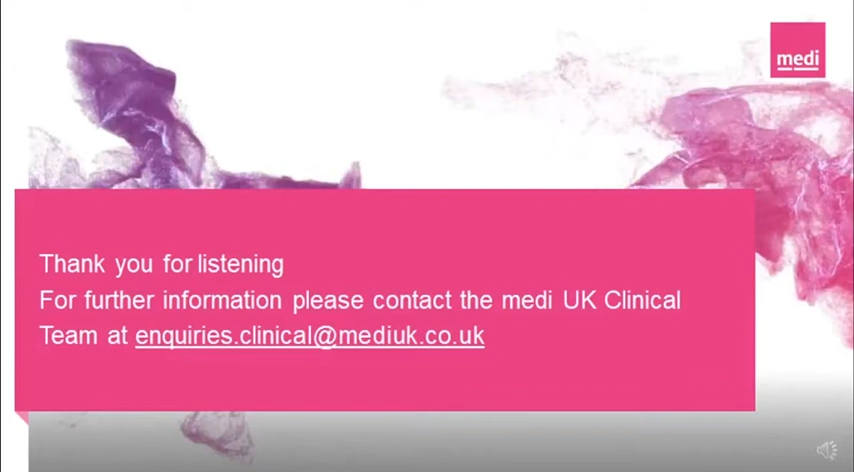 medi
Thank you for listening
For further information please contact the medi UK Clinical
Team at enquiries.clinical@mediuk.co.uk